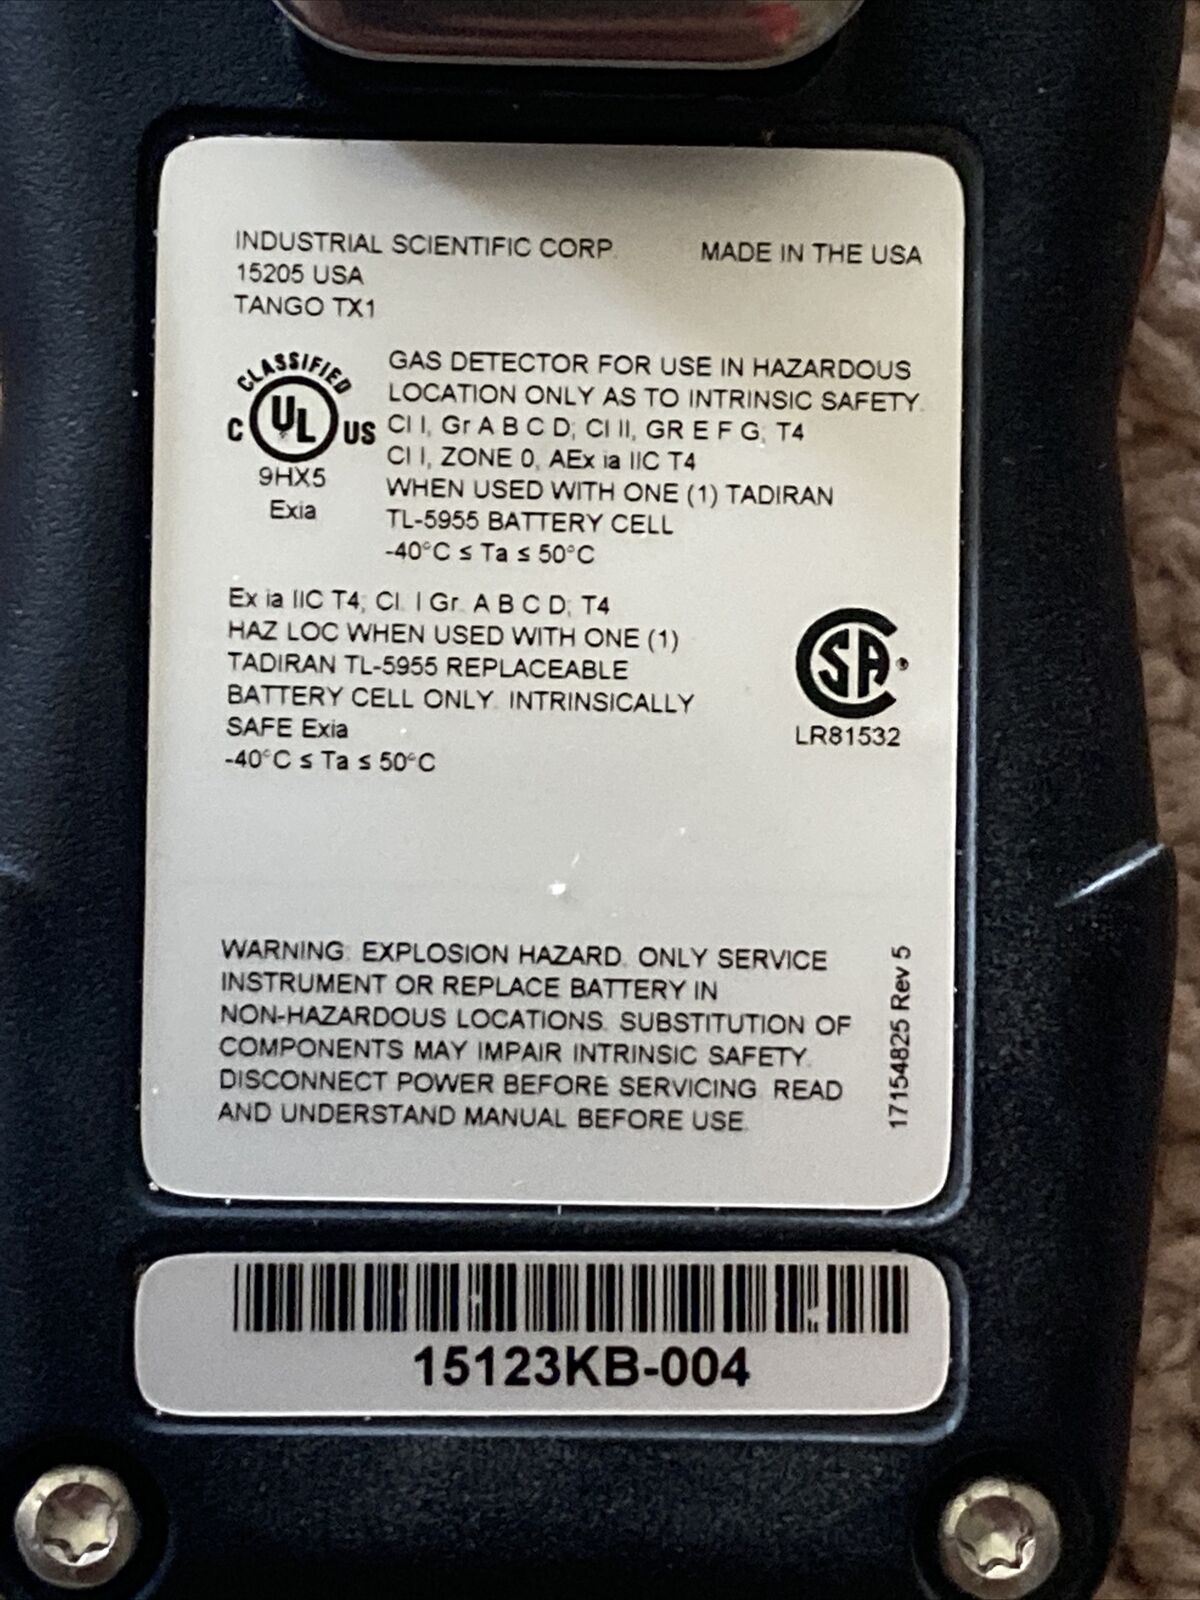 INDUSTRIAL SCIENTIFIC CORP. MADE IN THE USA
15205 USA
TANGO TX1
CLASSIFIED
C UL US
9HX5
Exia
GAS DETECTOR FOR USE IN HAZARDOUS
LOCATION ONLY AS TO INTRINSIC SAFETY.
Cl I, Gr A B C D; Cl II, GR E F G; T4
Cl I, ZONE 0, AEx ia IIC T4
WHEN USED WITH ONE (1) TADIRAN
TL-5955 BATTERY CELL
-40°C ≤ Ta ≤ 50°C
Ex ia IIC T4; Cl. I Gr. A B C D; T4
HAZ LOC WHEN USED WITH ONE (1)
TADIRAN TL-5955 REPLACEABLE
BATTERY CELL ONLY. INTRINSICALLY
SAFE Exia
-40°C ≤ Ta ≤ 50°C
CSA®
LR81532
WARNING: EXPLOSION HAZARD. ONLY SERVICE
INSTRUMENT OR REPLACE BATTERY IN
NON-HAZARDOUS LOCATIONS. SUBSTITUTION OF
COMPONENTS MAY IMPAIR INTRINSIC SAFETY.
DISCONNECT POWER BEFORE SERVICING. READ
AND UNDERSTAND MANUAL BEFORE USE.
17154825 Rev 5
15123KB-004